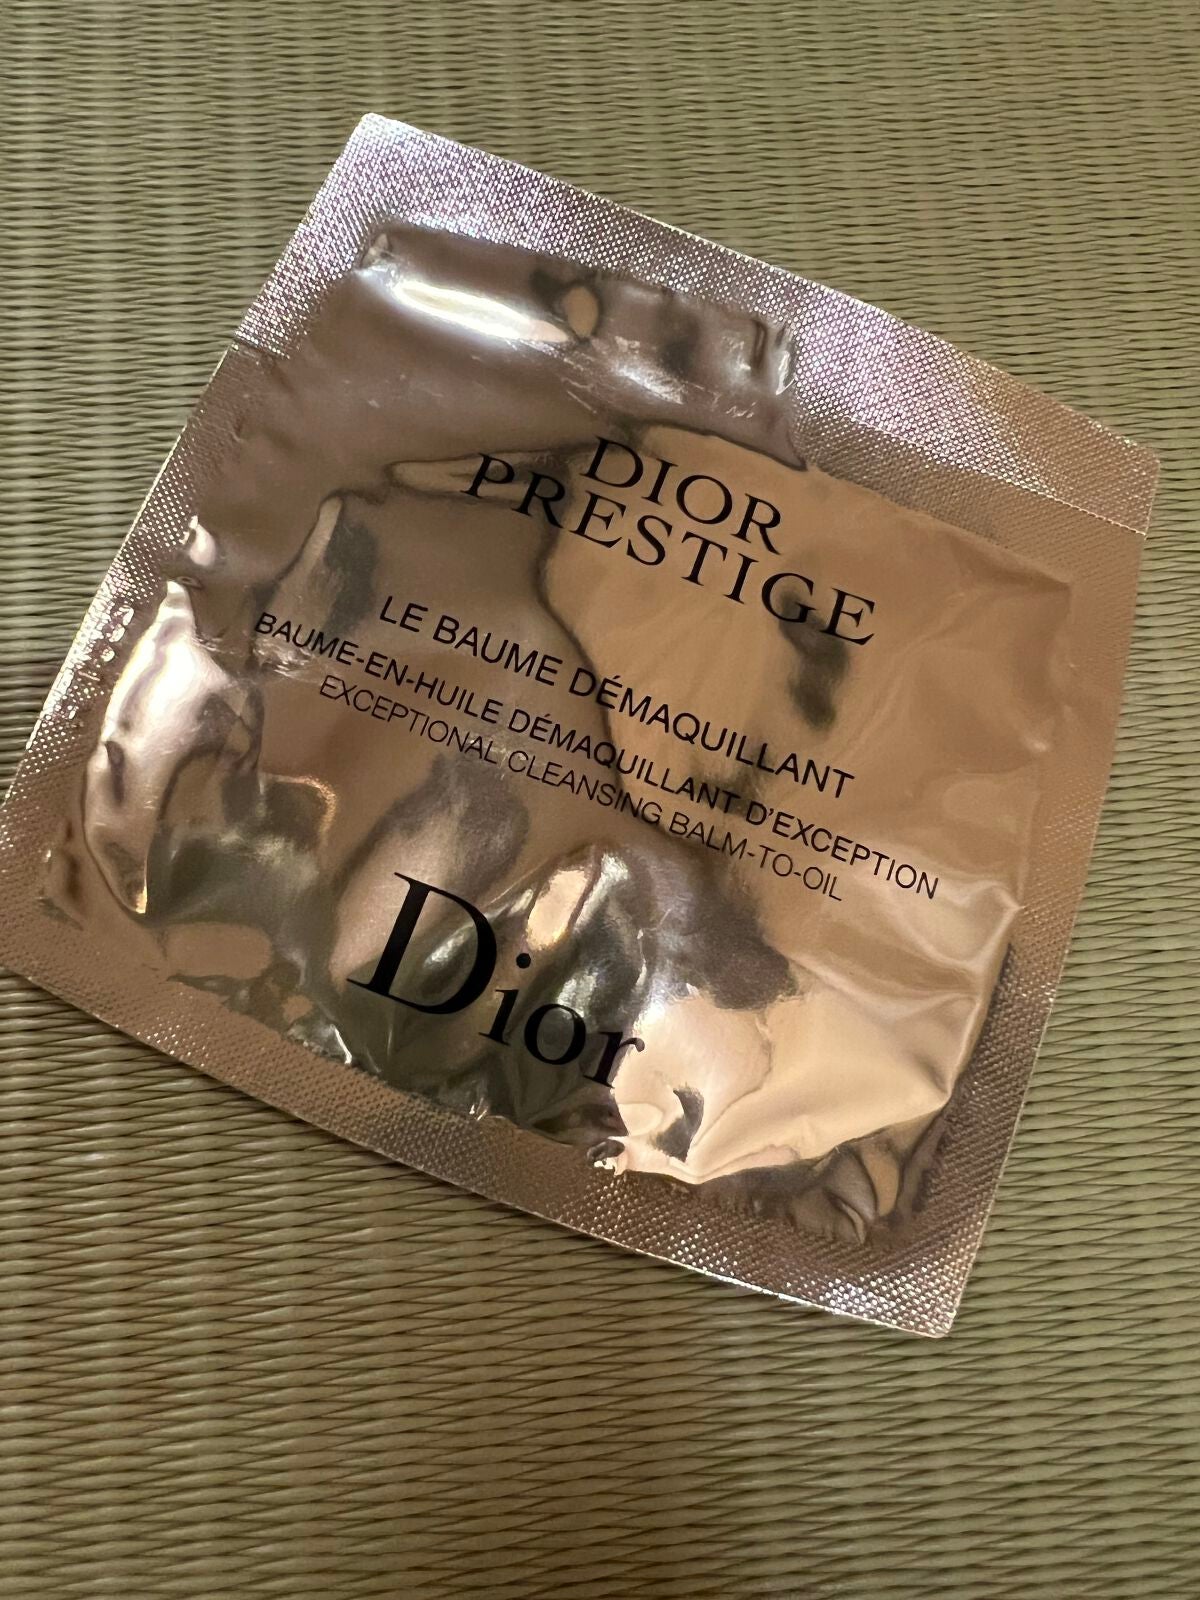 DIOR
PRESTIGE
LE BAUME DÉMAQUILLANT
BAUME-EN-HUILE DÉMAQUILLANT D'EXCEPTION
EXCEPTIONAL CLEANSING BALM-TO-OIL
Dior